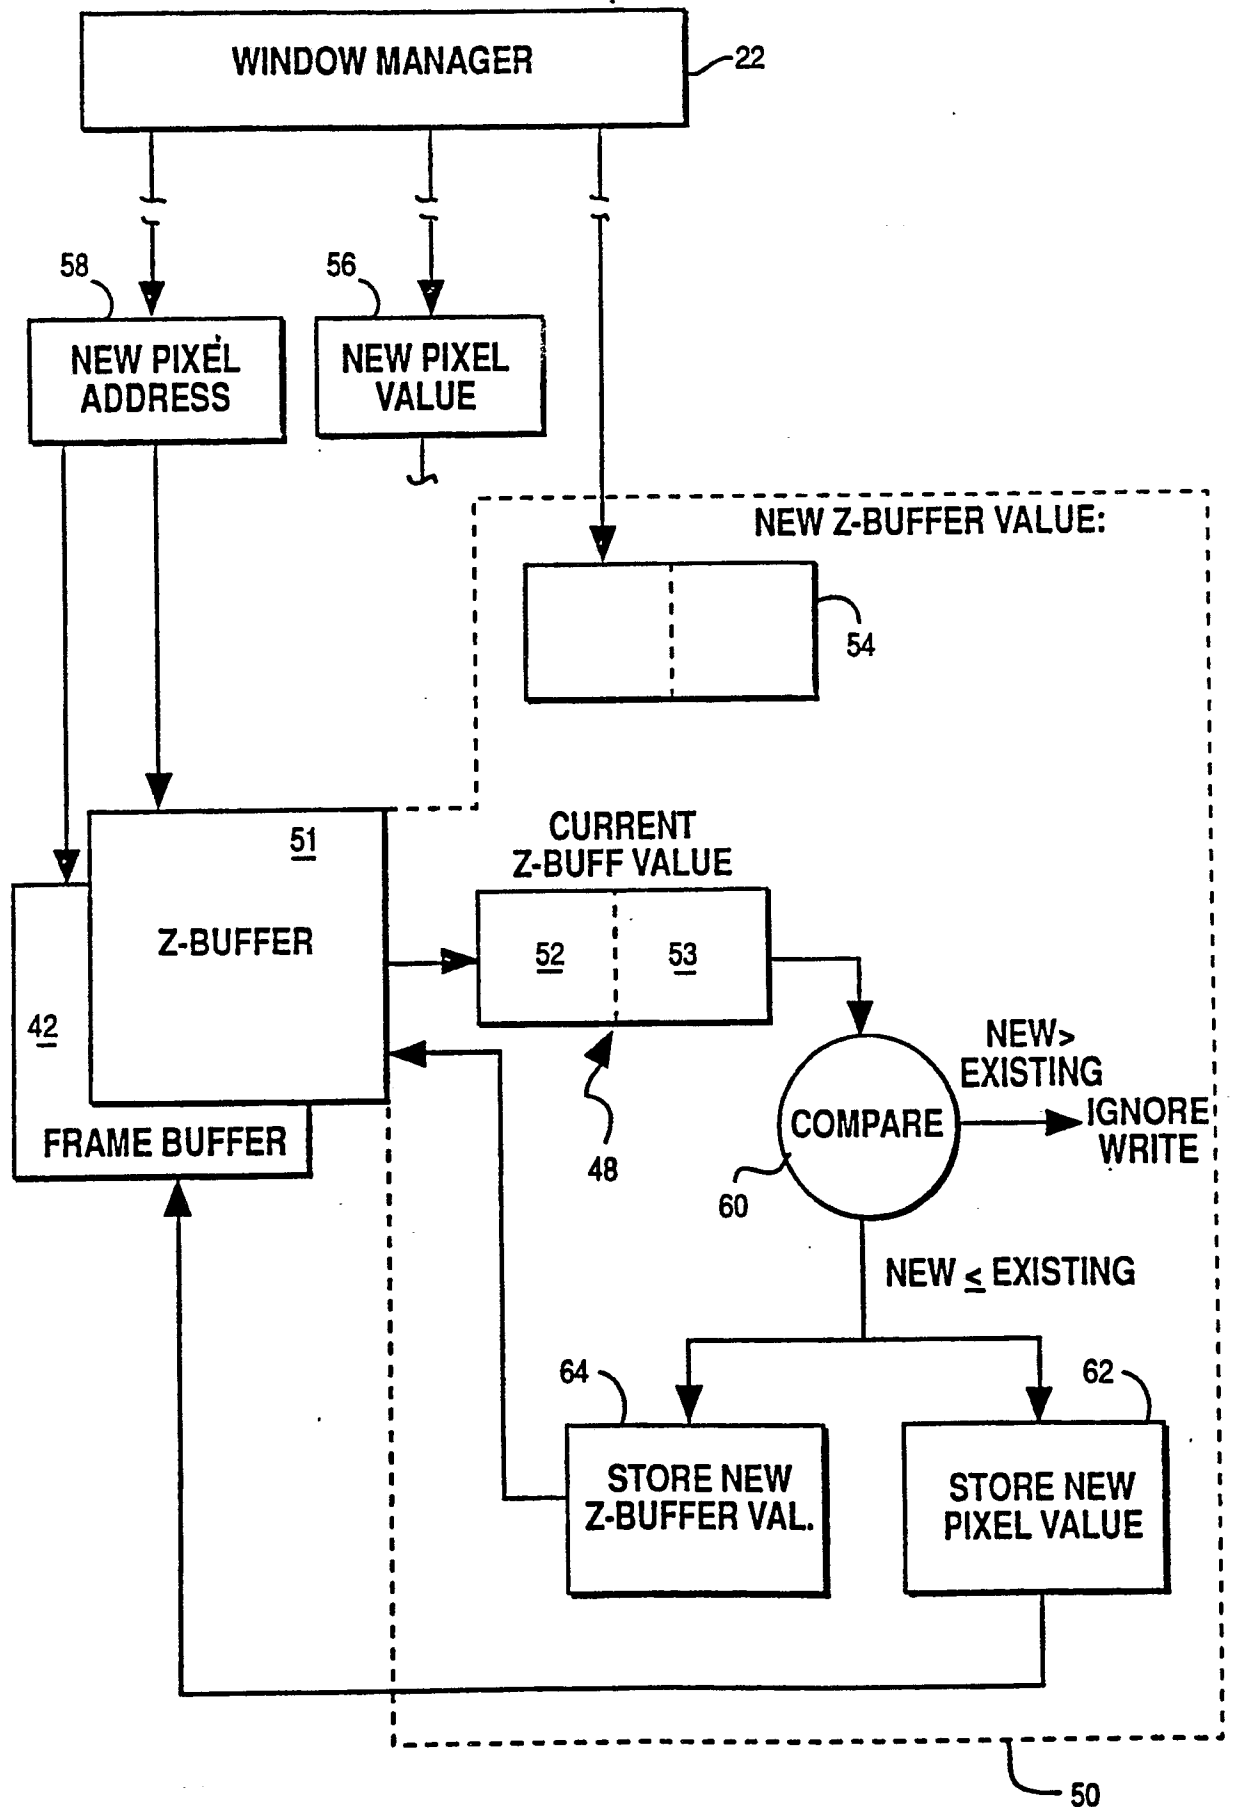 WINDOW MANAGER
22
58
56
NEW PIXEL
ADDRESS
NEW PIXEL
VALUE
NEW Z-BUFFER VALUE:
54
51
Z-BUFFER
CURRENT
Z-BUFF VALUE
52
53
42
FRAME BUFFER
48
COMPARE
60
NEW>
EXISTING
IGNORE
WRITE
NEW ≤ EXISTING
64
62
STORE NEW
Z-BUFFER VAL.
STORE NEW
PIXEL VALUE
50